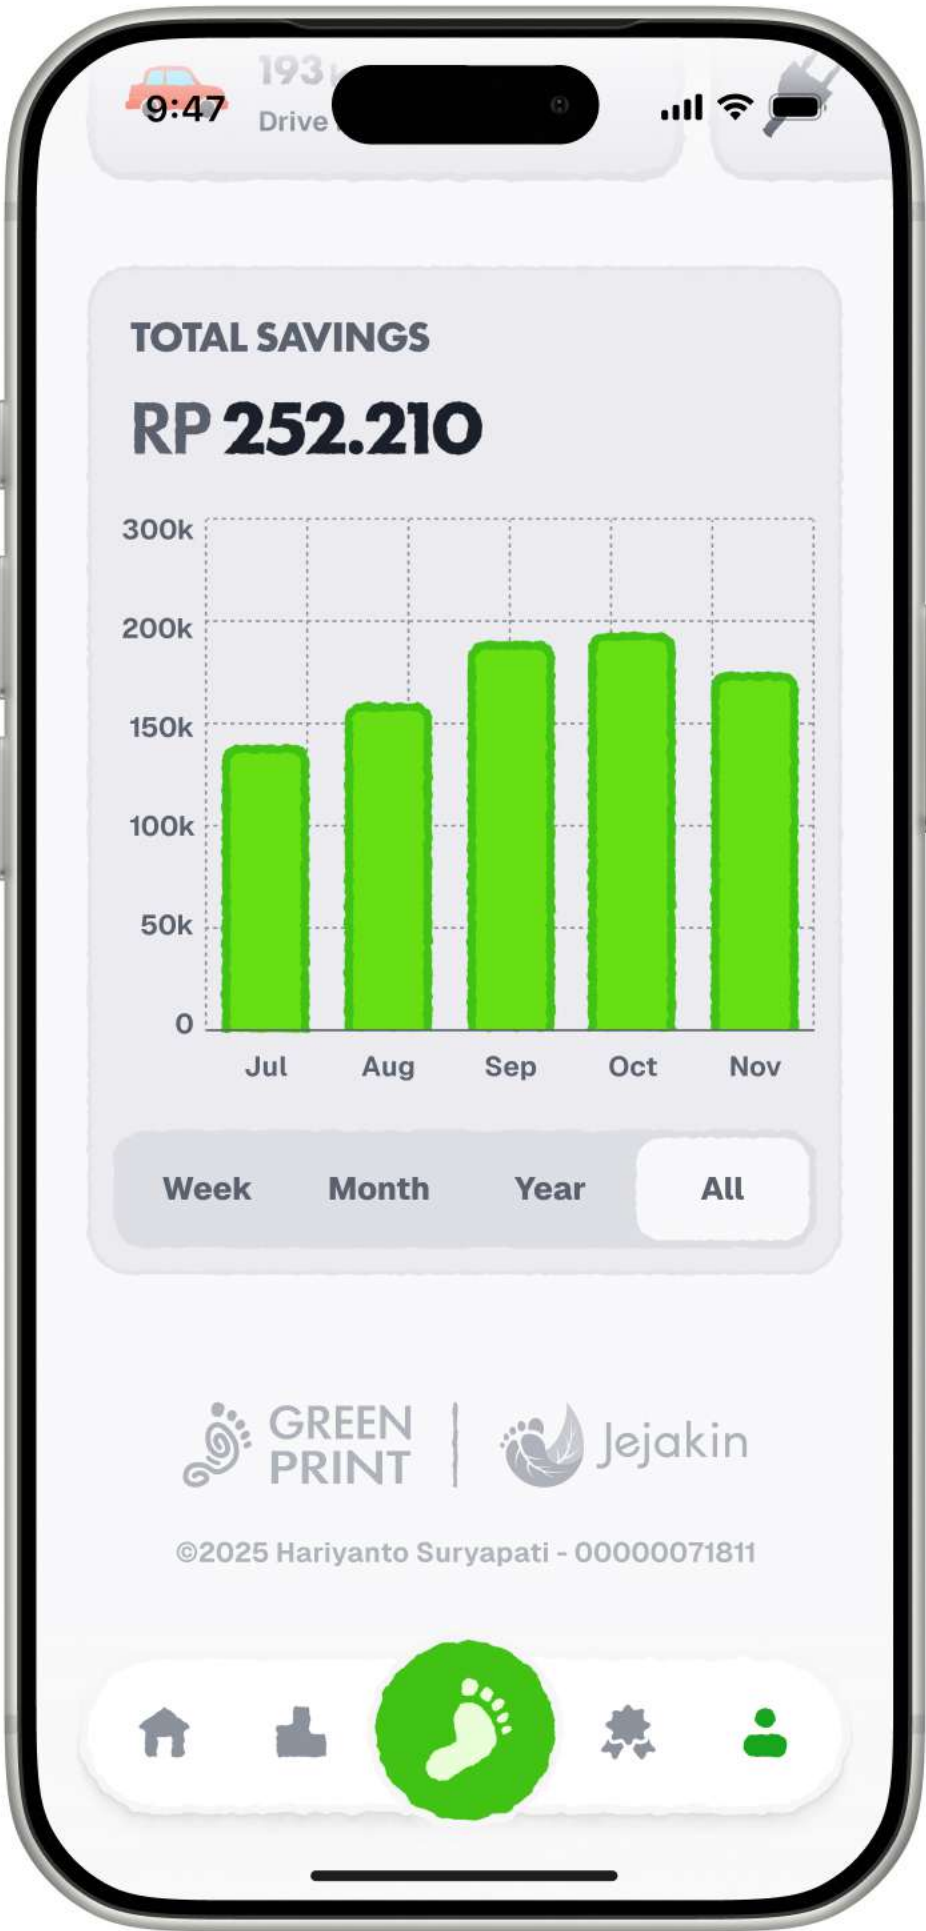 193
9:47
Drive
TOTAL SAVINGS
RP 252.210
300k
200k
150k
100k
50k
0
Jul Aug Sep Oct Nov
Week Month Year All
GREEN
PRINT
Jejakin
©2025 Hariyanto Suryapati - 00000071811